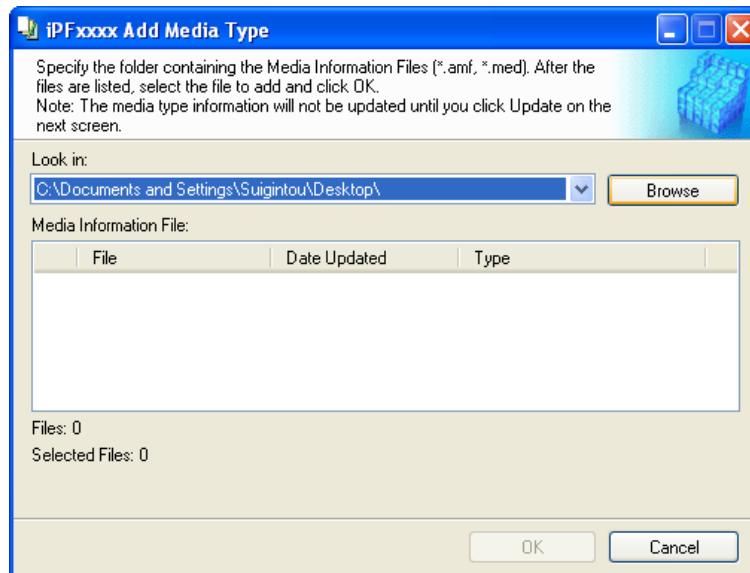 iPFxxxx Add Media Type
Specify the folder containing the Media Information Files (*.amf, *.med). After the
files are listed, select the file to add and click OK.
Note: The media type information will not be updated until you click Update on the
next screen.
Look in:
C:\Documents and Settings\Suigintou\Desktop\
Browse
Media Information File:
File Date Updated Type
Files: 0
Selected Files: 0
OK Cancel